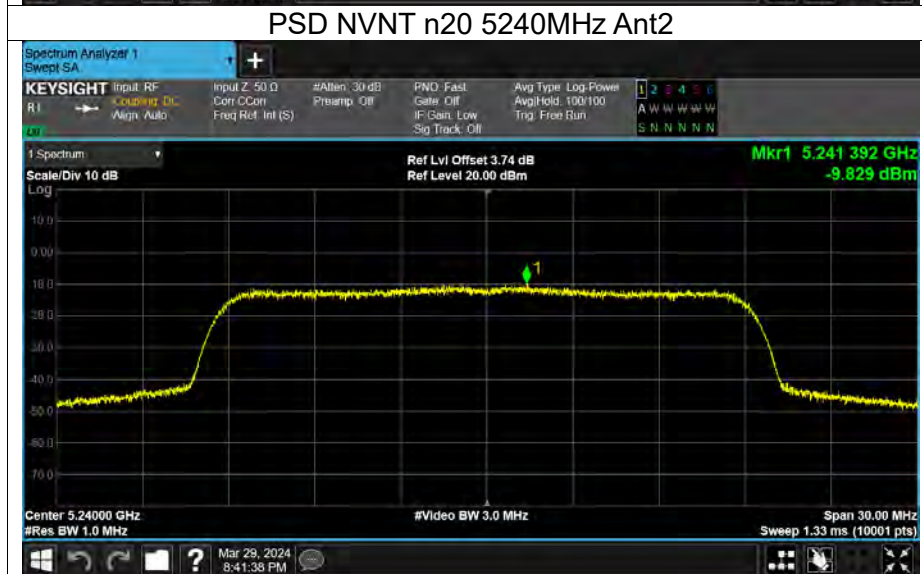 PSD NVNT n20 5240MHz Ant2
Spectrum Analyzer 1
Swept SA
+
KEYSIGHT
Input: RF
Coupling: DC
Align: Auto
Input Z: 50 Ω
Corr CCorr
Freq Ref: Int (S)
#Atten: 30 dB
Preamp: Off
PNO: Fast
Gate: Off
IF Gain: Low
Sig Track: Off
Avg Type: Log-Power
Avg|Hold: 100/100
Trig: Free Run
1 2 3 4 5 6
A W W W W W
S N N N N N
1 Spectrum
Scale/Div 10 dB
Log
Ref Lvl Offset 3.74 dB
Ref Level 20.00 dBm
Mkr1 5.241 392 GHz
-9.829 dBm
10.0
0.00
-10.0
1
-20.0
-30.0
-40.0
-50.0
-60.0
-70.0
Center 5.24000 GHz
#Res BW 1.0 MHz
#Video BW 3.0 MHz
Span 30.00 MHz
Sweep 1.33 ms (10001 pts)
?
Mar 29, 2024
8:41:38 PM